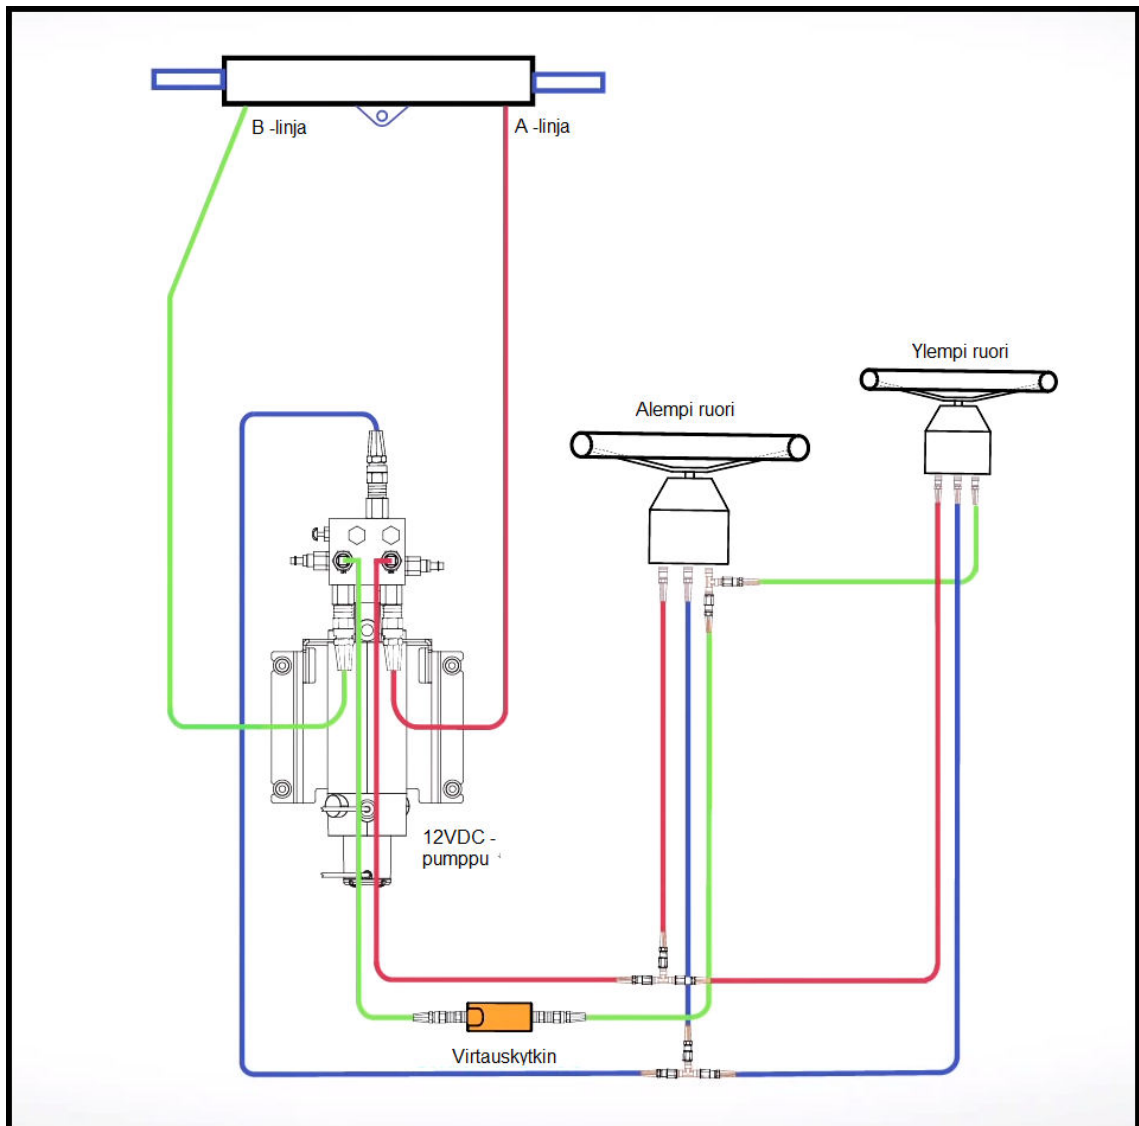 B -linja
A -linja
Ylempi ruori
Alempi ruori
12VDC -
pumppu
Virtauskytkin